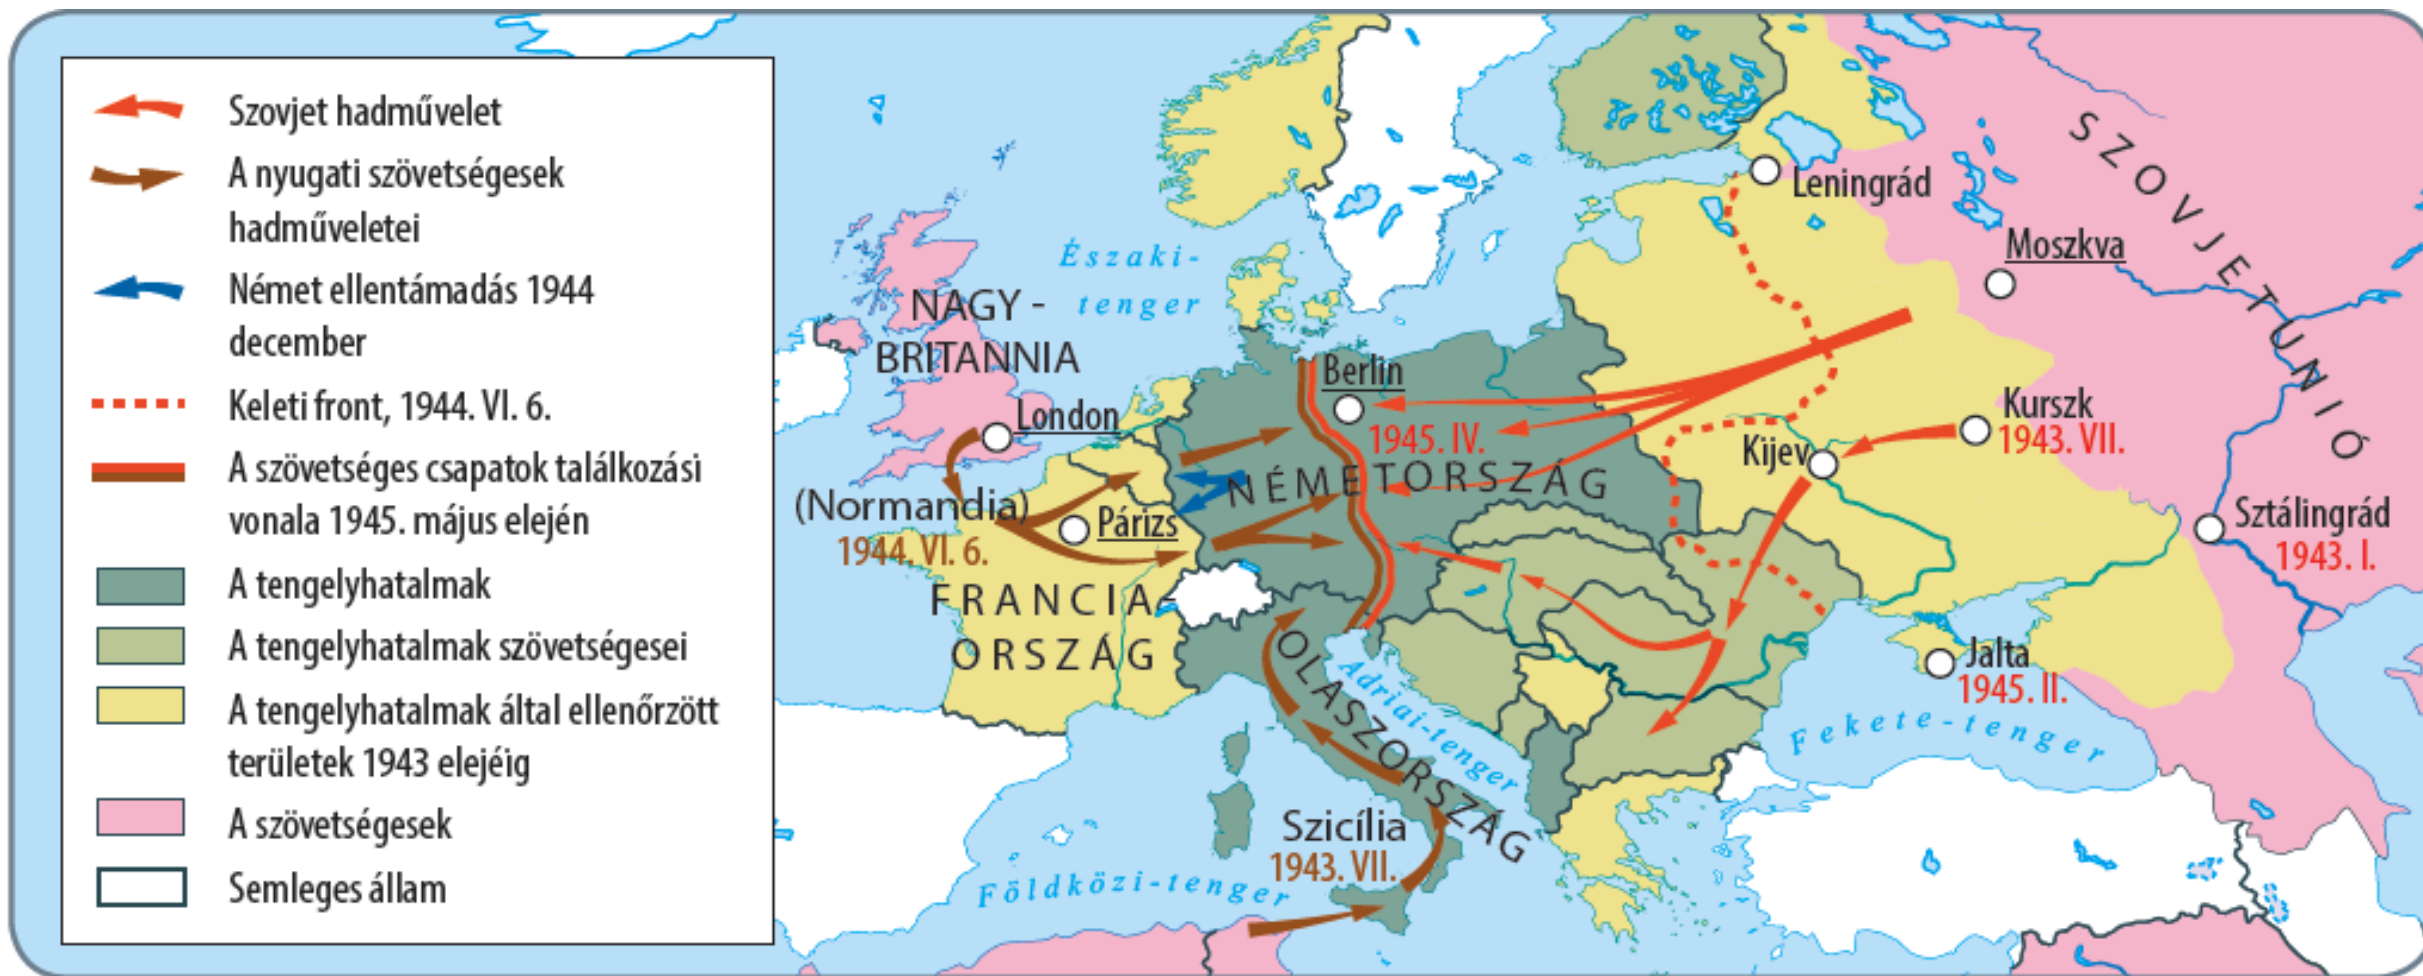 Szovjet hadművelet
A nyugati szövetségesek
hadműveletei
Német ellentámadás 1944
december
Keleti front, 1944. VI. 6.
A szövetséges csapatok találkozási
vonala 1945. május elején
A tengelyhatalmak
A tengelyhatalmak szövetségesei
A tengelyhatalmak által ellenőrzött
területek 1943 elejéig
A szövetségesek
Semleges állam
SZOVJETUNIÓ
Leningrád
Moszkva
Északi-
tenger
NAGY-
BRITANNIA
London
Berlin
1945. IV.
Kurszk
1943. VII.
Kijev
NÉMETORSZÁG
(Normandia)
1944. VI. 6.
Párizs
Sztálingrád
1943. I.
FRANCIA-
ORSZÁG
OLASZORSZÁG
Adriai-tenger
Jalta
1945. II.
Fekete-tenger
Szicília
1943. VII.
Földközi-tenger